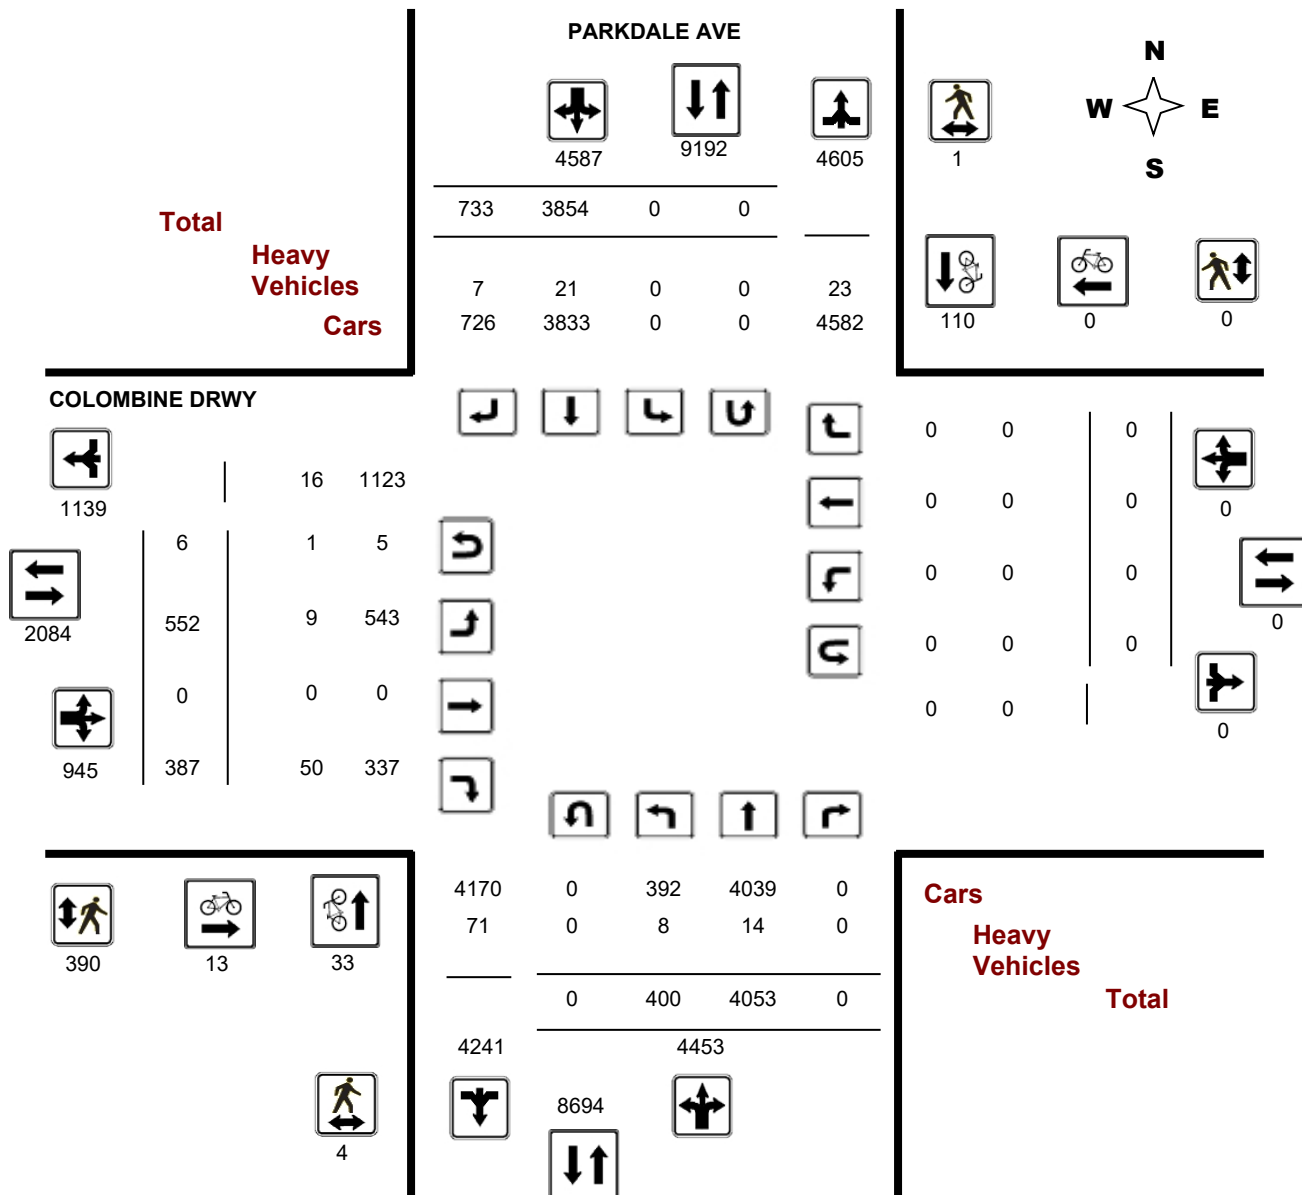 PARKDALE AVE
N
W E
S
4587 9192 4605 1
733 3854 0 0
Total
Heavy
Vehicles 7 21 0 0 23
Cars 726 3833 0 0 4582
110 0 0
COLOMBINE DRWY
0 0 0
16 1123
1139
0 0 0 0
6 1 5
0 0 0
552 9 543
2084
0
0 0 0
0 0 0
0 0
0
945 387 50 337
4170 0 392 4039 0
Cars
71 0 8 14 0
Heavy
Vehicles
390 13 33
0 400 4053 0
Total
4241 4453
8694
4